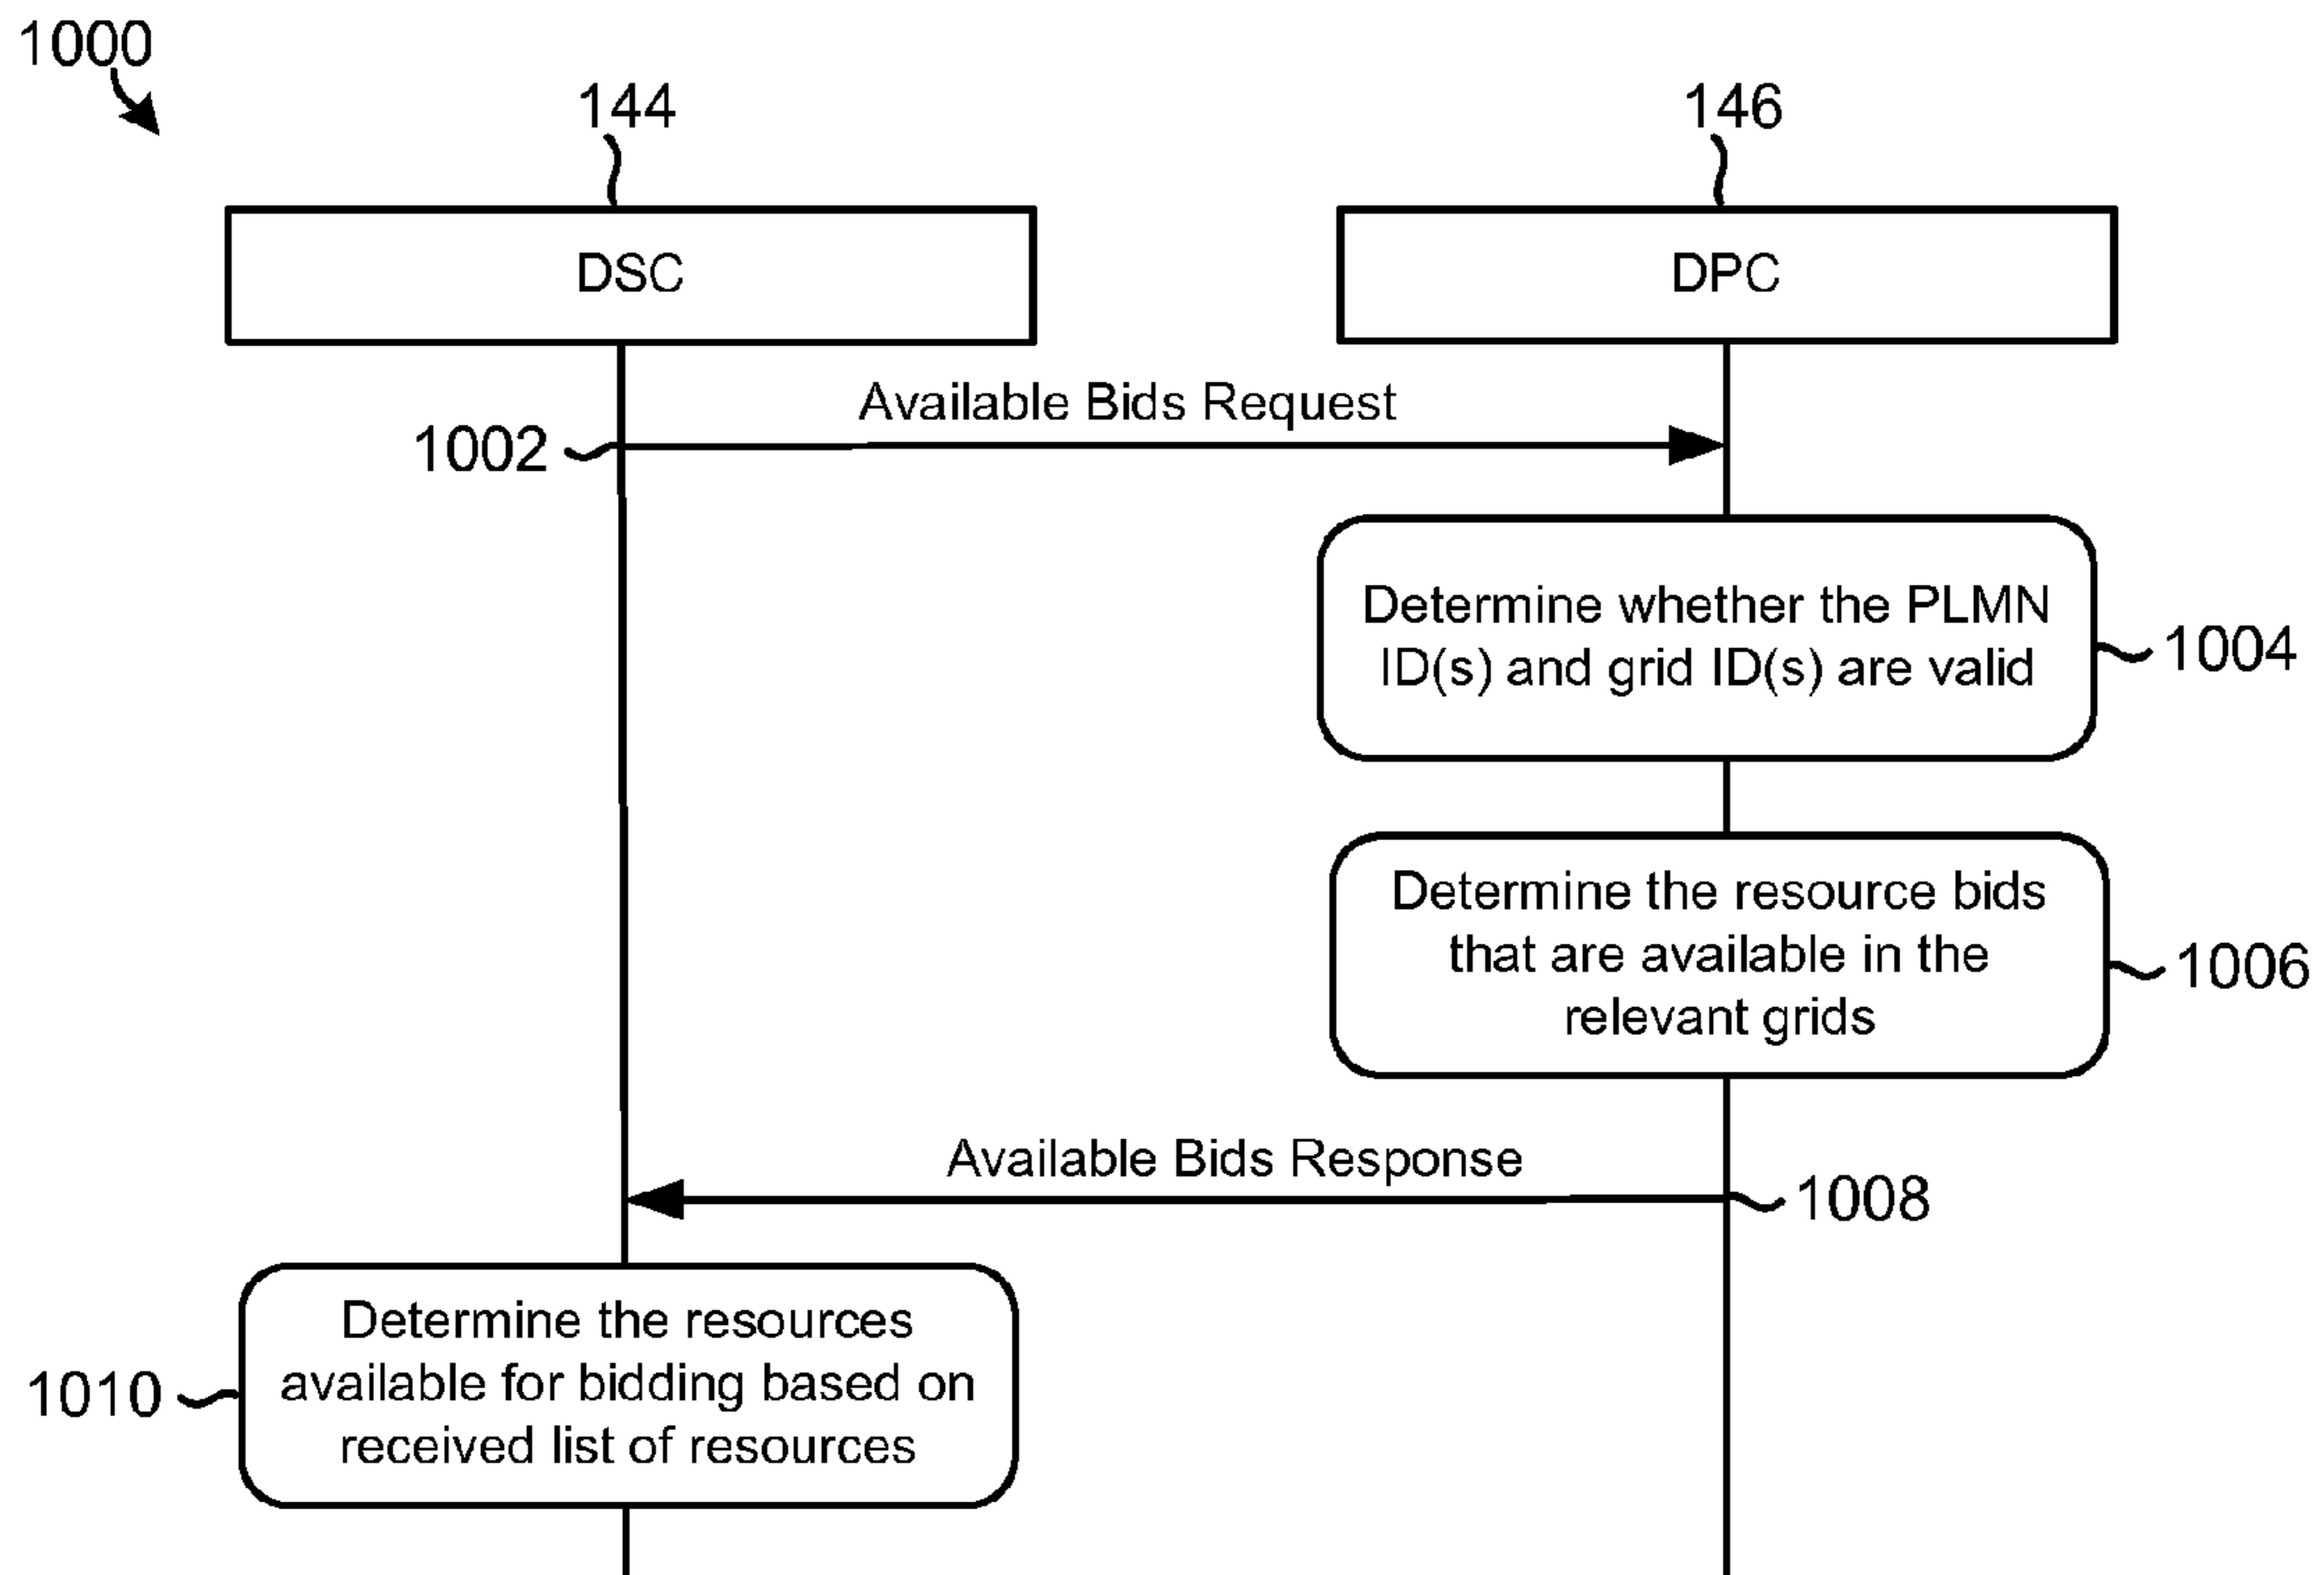 1000
144
146
DSC
DPC
Available Bids Request
1002
Determine whether the PLMN
ID(s) and grid ID(s) are valid
1004
Determine the resource bids
that are available in the
relevant grids
1006
Available Bids Response
1008
Determine the resources
available for bidding based on
received list of resources
1010